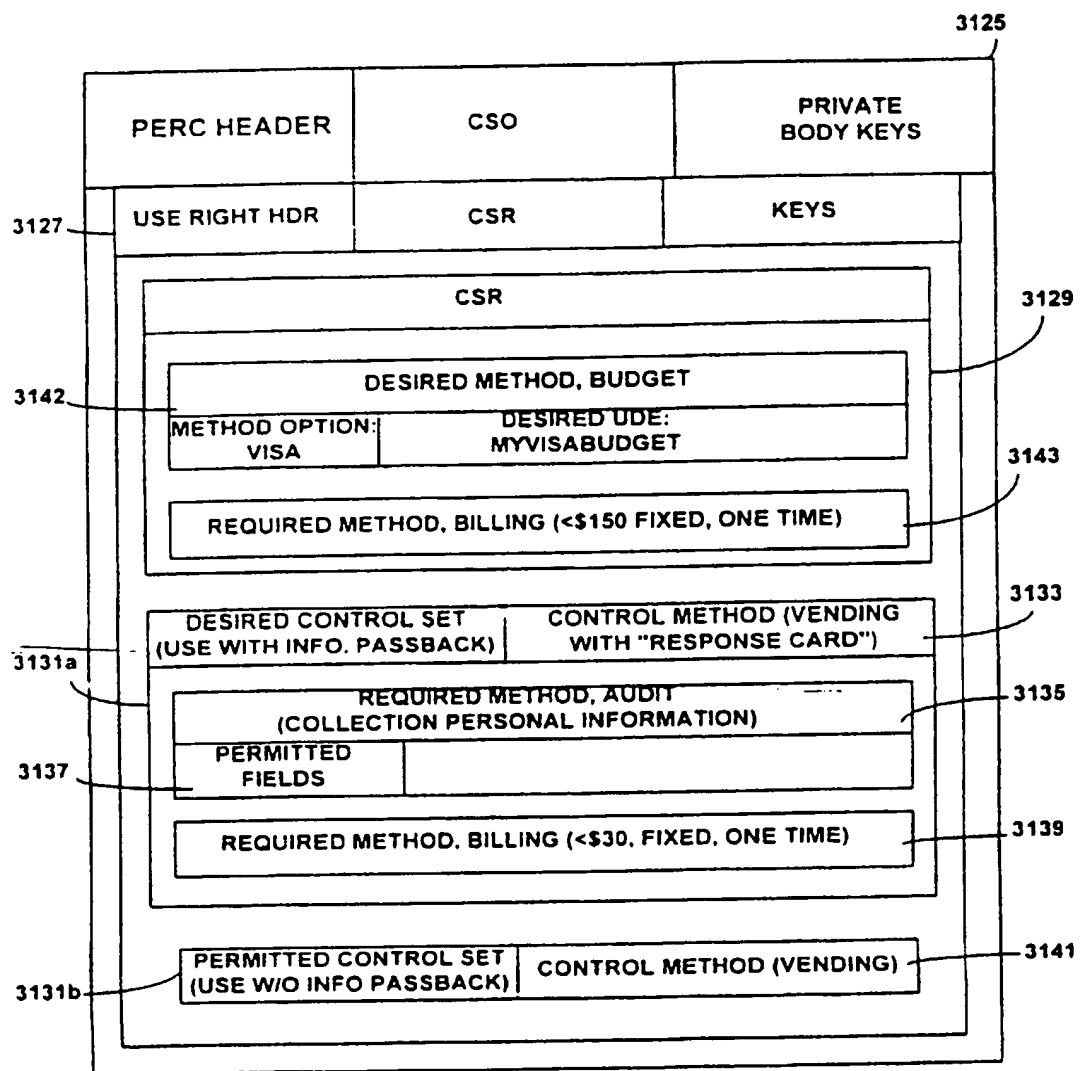 3125
PERC HEADER
CSO
PRIVATE
BODY KEYS
3127
USE RIGHT HDR
CSR
KEYS
CSR
3129
DESIRED METHOD, BUDGET
3142
METHOD OPTION:
VISA
DESIRED UDE:
MYVISABUDGET
3143
REQUIRED METHOD, BILLING (<$150 FIXED, ONE TIME)
3133
DESIRED CONTROL SET
(USE WITH INFO. PASSBACK)
CONTROL METHOD (VENDING
WITH "RESPONSE CARD")
3131a
REQUIRED METHOD, AUDIT
(COLLECTION PERSONAL INFORMATION)
3135
PERMITTED
FIELDS
3137
REQUIRED METHOD, BILLING (<$30, FIXED, ONE TIME)
3139
PERMITTED CONTROL SET
(USE W/O INFO PASSBACK)
CONTROL METHOD (VENDING)
3141
3131b